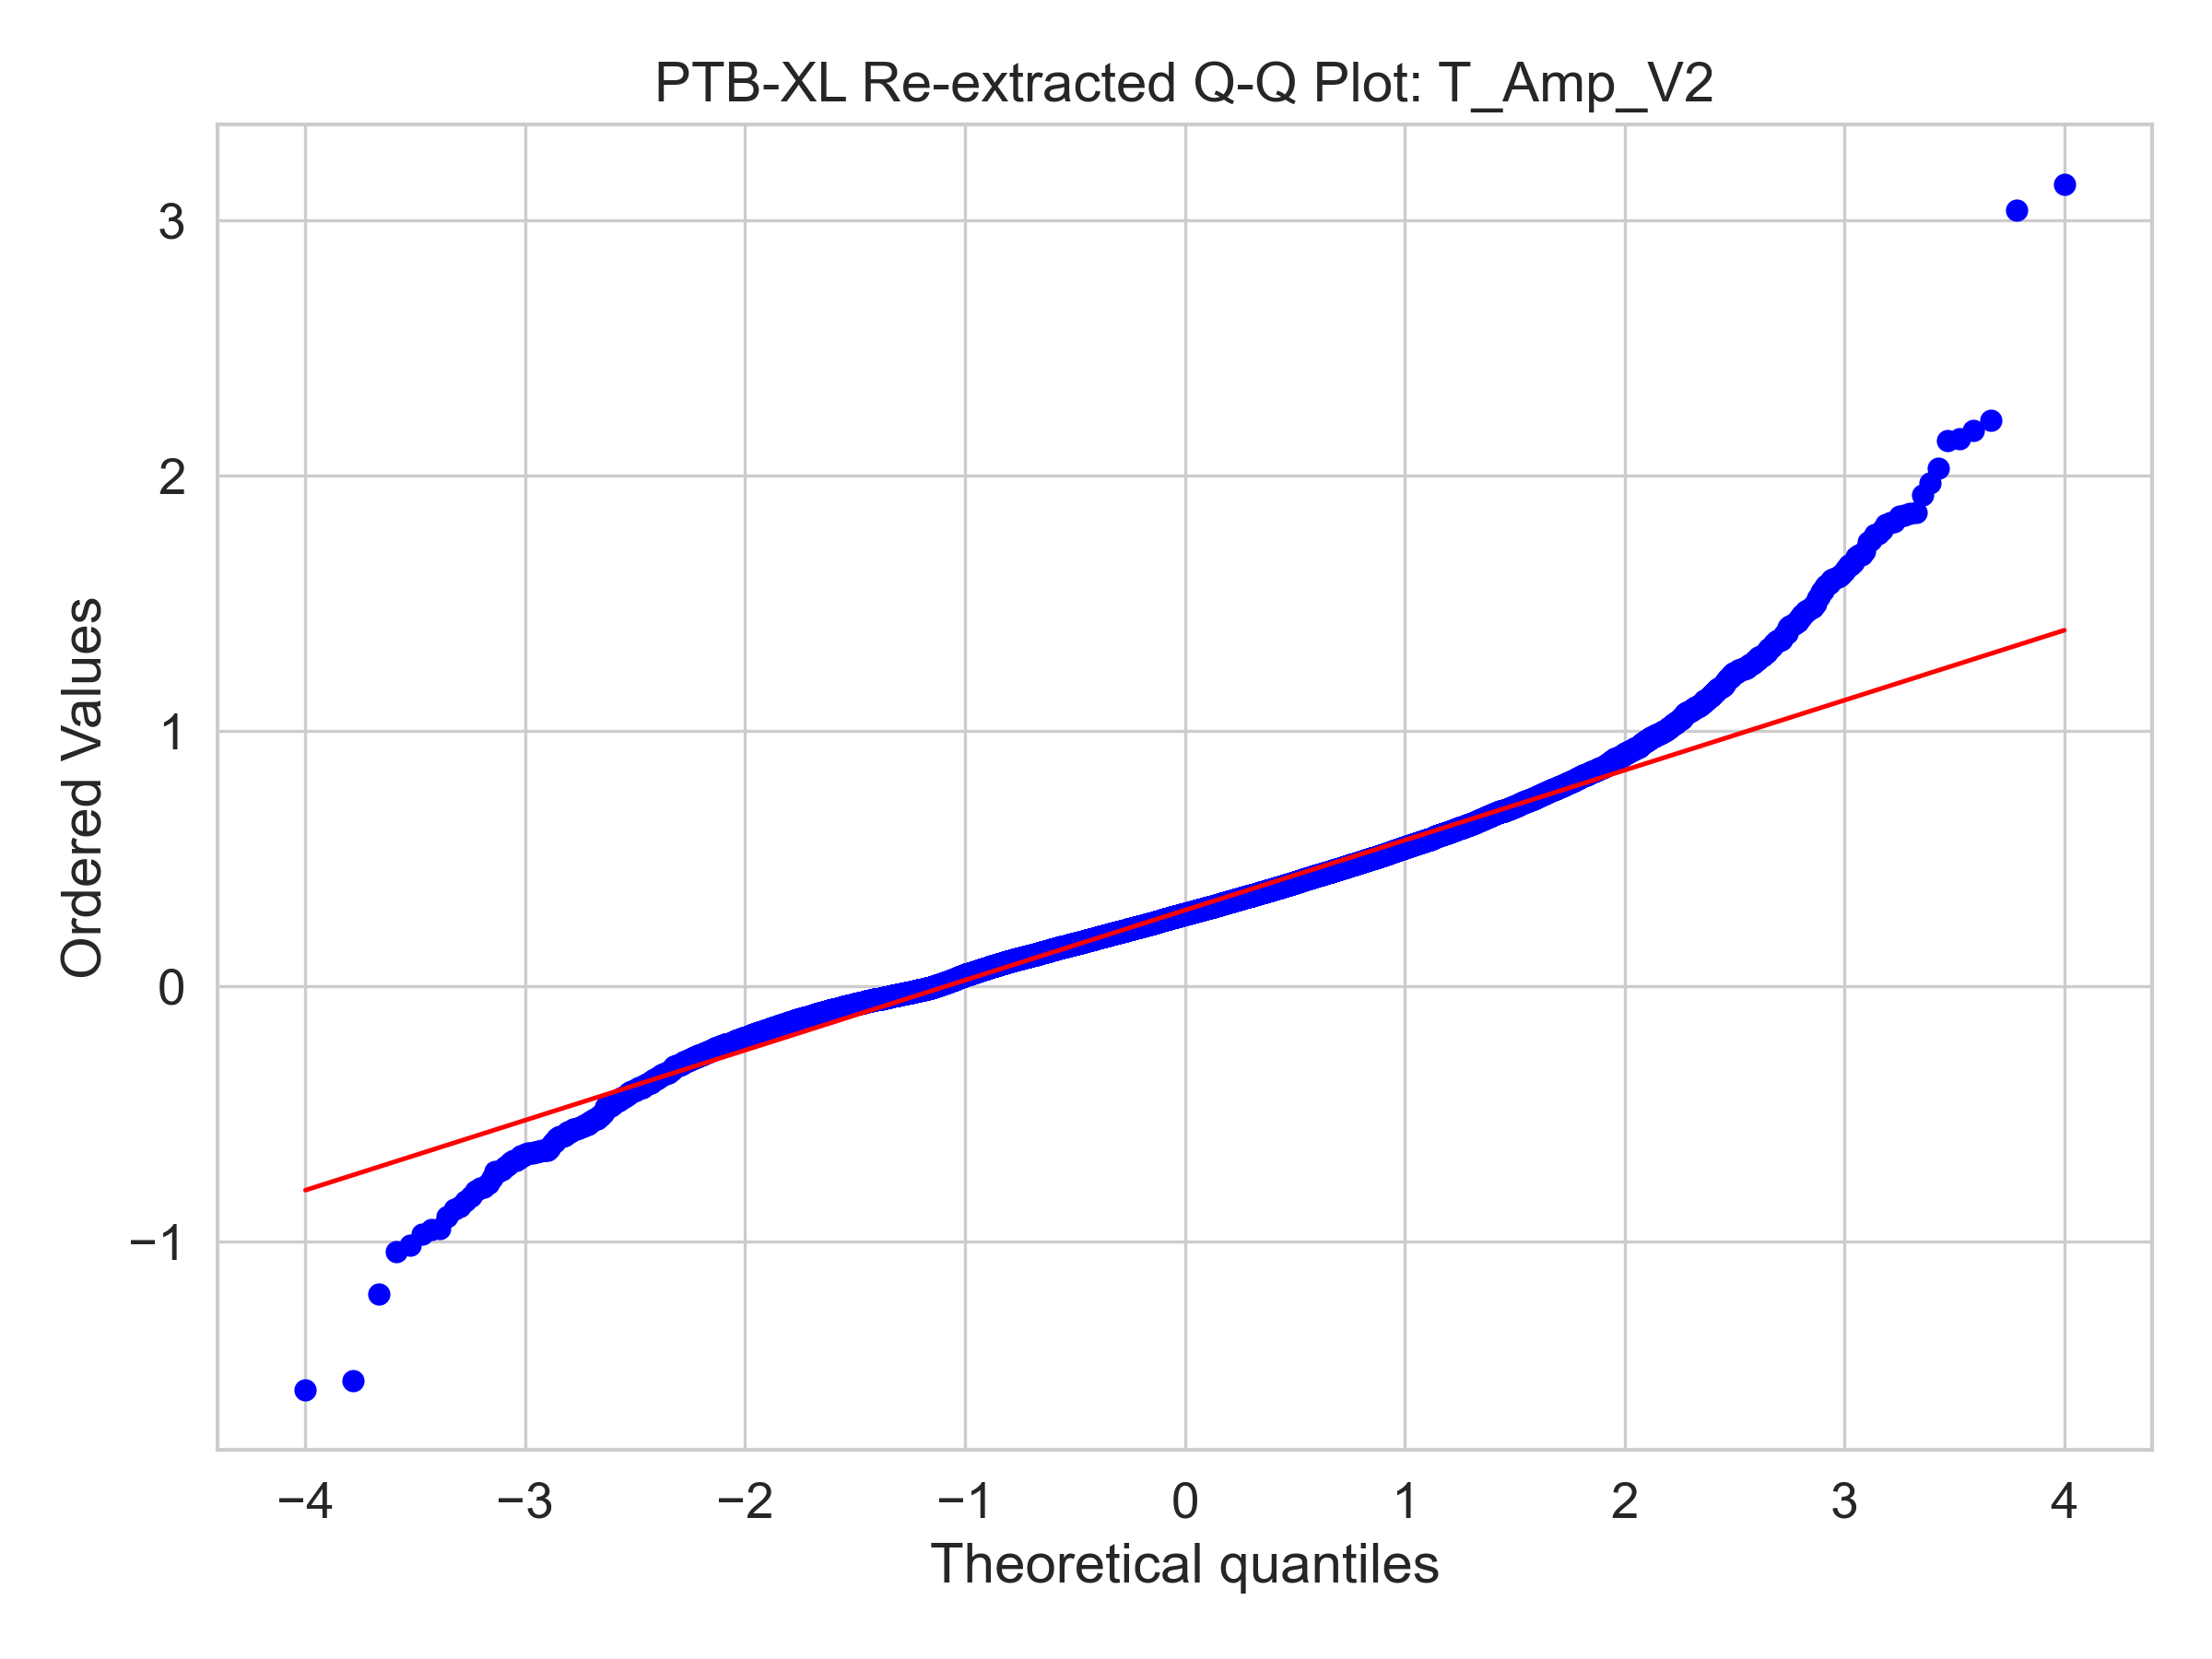 PTB-XL Re-extracted Q-Q Plot: T_Amp_V2
3
2
1
0
−1
Ordered Values
−4 −3 −2 −1 0 1 2 3 4
Theoretical quantiles